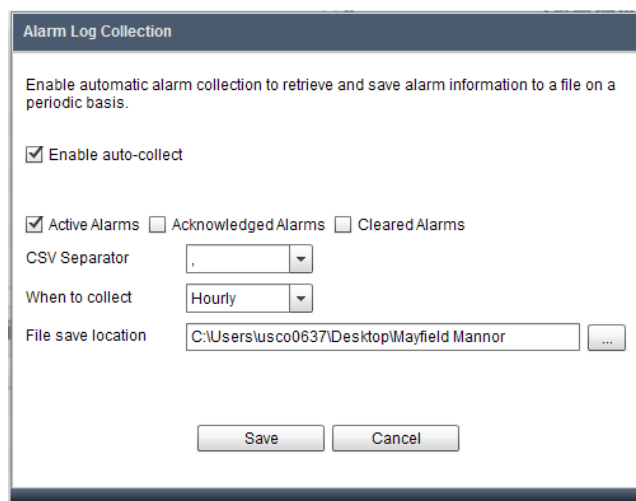 Alarm Log Collection
Enable automatic alarm collection to retrieve and save alarm information to a file on a
periodic basis.
Enable auto-collect
Active Alarms Acknowledged Alarms Cleared Alarms
CSV Separator ,
When to collect Hourly
File save location C:\Users\usco0637\Desktop\Mayfield Mannor ...
Save Cancel